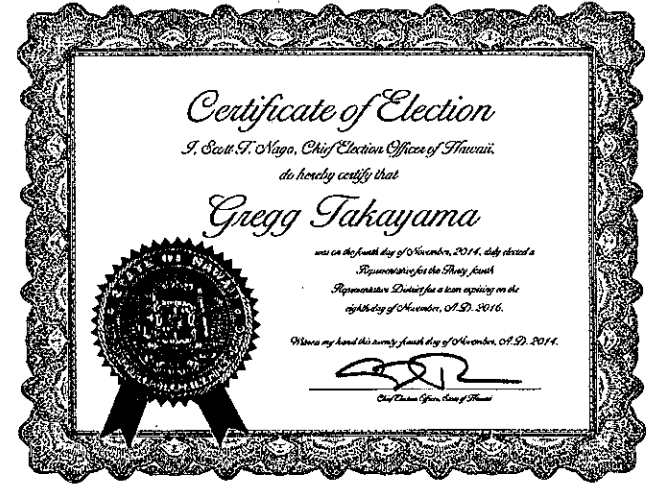 Certificate of Election
I, Scott T. Nago, Chief Election Officer of Hawaii,
do hereby certify that
Gregg Takayama
was on the fourth day of November, 2014, duly elected a
Representative for the Thirty fourth
Representative District for a term expiring on the
eighth day of November, A.D. 2016.
Witness my hand this twenty fourth day of November, A.D. 2014.
Chief Election Officer, State of Hawaii
STATE OF HAWAII